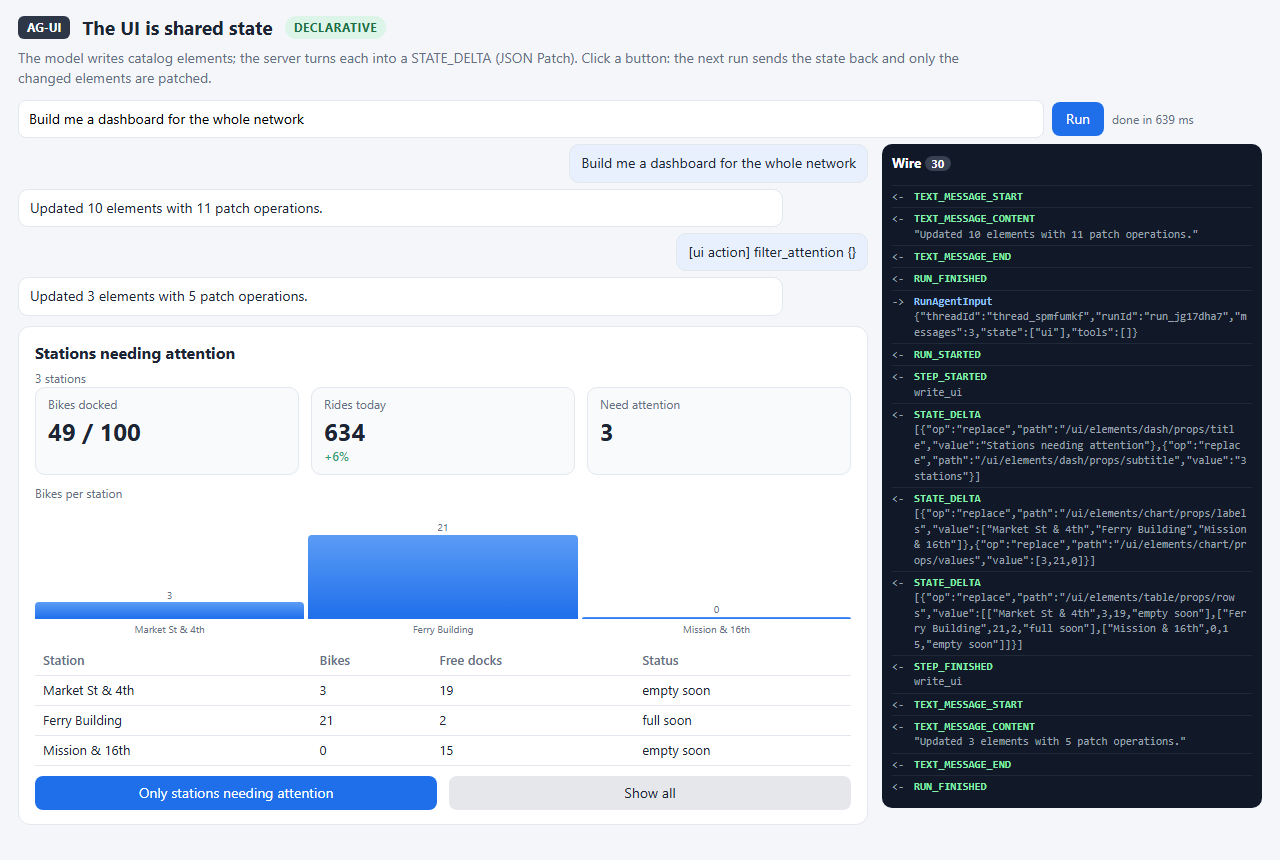 AG-UI The UI is shared state DECLARATIVE
The model writes catalog elements; the server turns each into a STATE_DELTA (JSON Patch). Click a button: the next run sends the state back and only the
changed elements are patched.
Build me a dashboard for the whole network Run done in 639 ms
Build me a dashboard for the whole network
Updated 10 elements with 11 patch operations.
[ui action] filter_attention {}
Updated 3 elements with 5 patch operations.
Stations needing attention
3 stations
Bikes docked
49 / 100
Rides today
634
+6%
Need attention
3
Bikes per station
3
21
0
Market St & 4th Ferry Building Mission & 16th
Station Bikes Free docks Status
Market St & 4th 3 19 empty soon
Ferry Building 21 2 full soon
Mission & 16th 0 15 empty soon
Only stations needing attention Show all
Wire 30
<- TEXT_MESSAGE_START
<- TEXT_MESSAGE_CONTENT
"Updated 10 elements with 11 patch operations."
<- TEXT_MESSAGE_END
<- RUN_FINISHED
-> RunAgentInput
{"threadId":"thread_spmfumkf","runId":"run_jg17dha7","m
essages":3,"state":["ui"],"tools":[]}
<- RUN_STARTED
<- STEP_STARTED
write_ui
<- STATE_DELTA
[{"op":"replace","path":"/ui/elements/dash/props/titl
e","value":"Stations needing attention"},{"op":"replac
e","path":"/ui/elements/dash/props/subtitle","value":"3
stations"}]
<- STATE_DELTA
[{"op":"replace","path":"/ui/elements/chart/props/label
s","value":["Market St & 4th","Ferry Building","Mission
& 16th"]},{"op":"replace","path":"/ui/elements/chart/pr
ops/values","value":[3,21,0]}]
<- STATE_DELTA
[{"op":"replace","path":"/ui/elements/table/props/row
s","value":[["Market St & 4th",3,19,"empty soon"],["Fer
ry Building",21,2,"full soon"],["Mission & 16th",0,1
5,"empty soon"]]}]
<- STEP_FINISHED
write_ui
<- TEXT_MESSAGE_START
<- TEXT_MESSAGE_CONTENT
"Updated 3 elements with 5 patch operations."
<- TEXT_MESSAGE_END
<- RUN_FINISHED